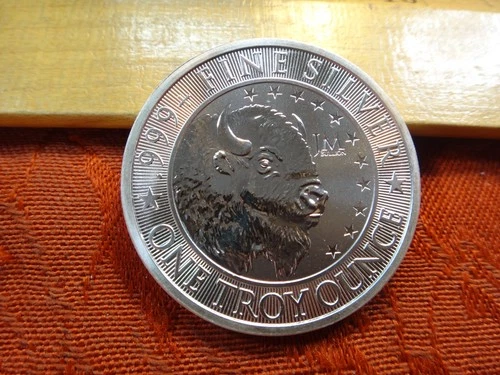 .999+ FINE SILVER
JM
BULLION
ONE TROY OUNCE